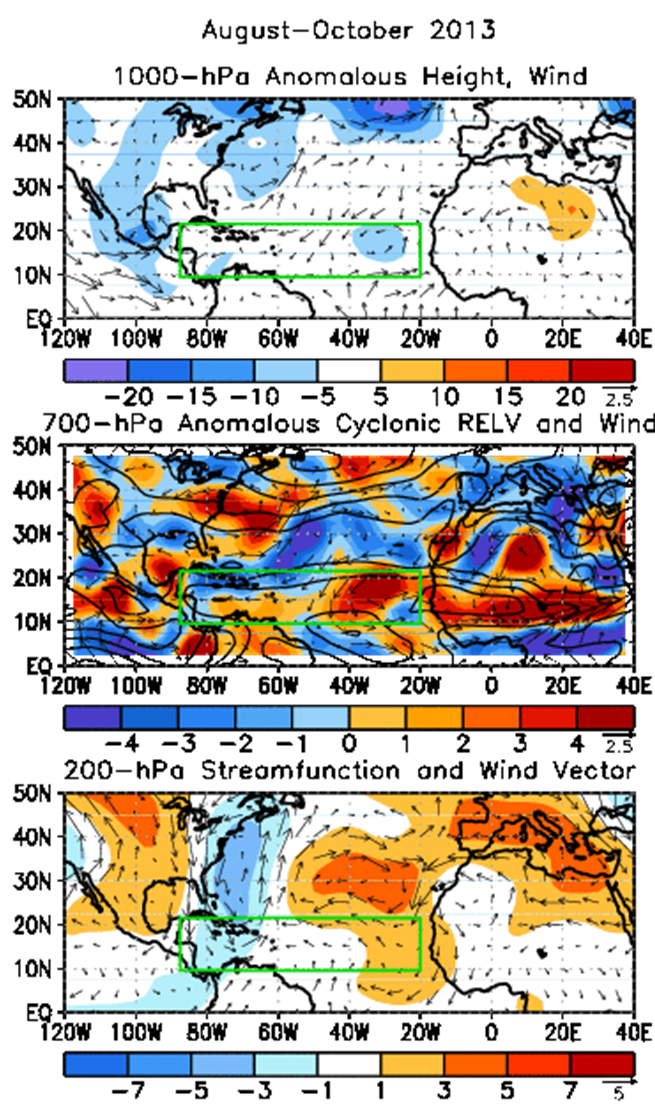 August−October 2013
1000−hPa Anomalous Height, Wind
50N
40N
30N
20N
10N
EQ
120W 100W 80W 60W 40W 20W 0 20E 40E
−20 −15 −10 −5 5 10 15 20 2.5
700−hPa Anomalous Cyclonic RELV and Wind
50N
40N
30N
20N
10N
EQ
120W 100W 80W 60W 40W 20W 0 20E 40E
−4 −3 −2 −1 0 1 2 3 4 2.5
200−hPa Streamfunction and Wind Vector
50N
40N
30N
20N
10N
EQ
120W 100W 80W 60W 40W 20W 0 20E 40E
−7 −5 −3 −1 1 3 5 7 5